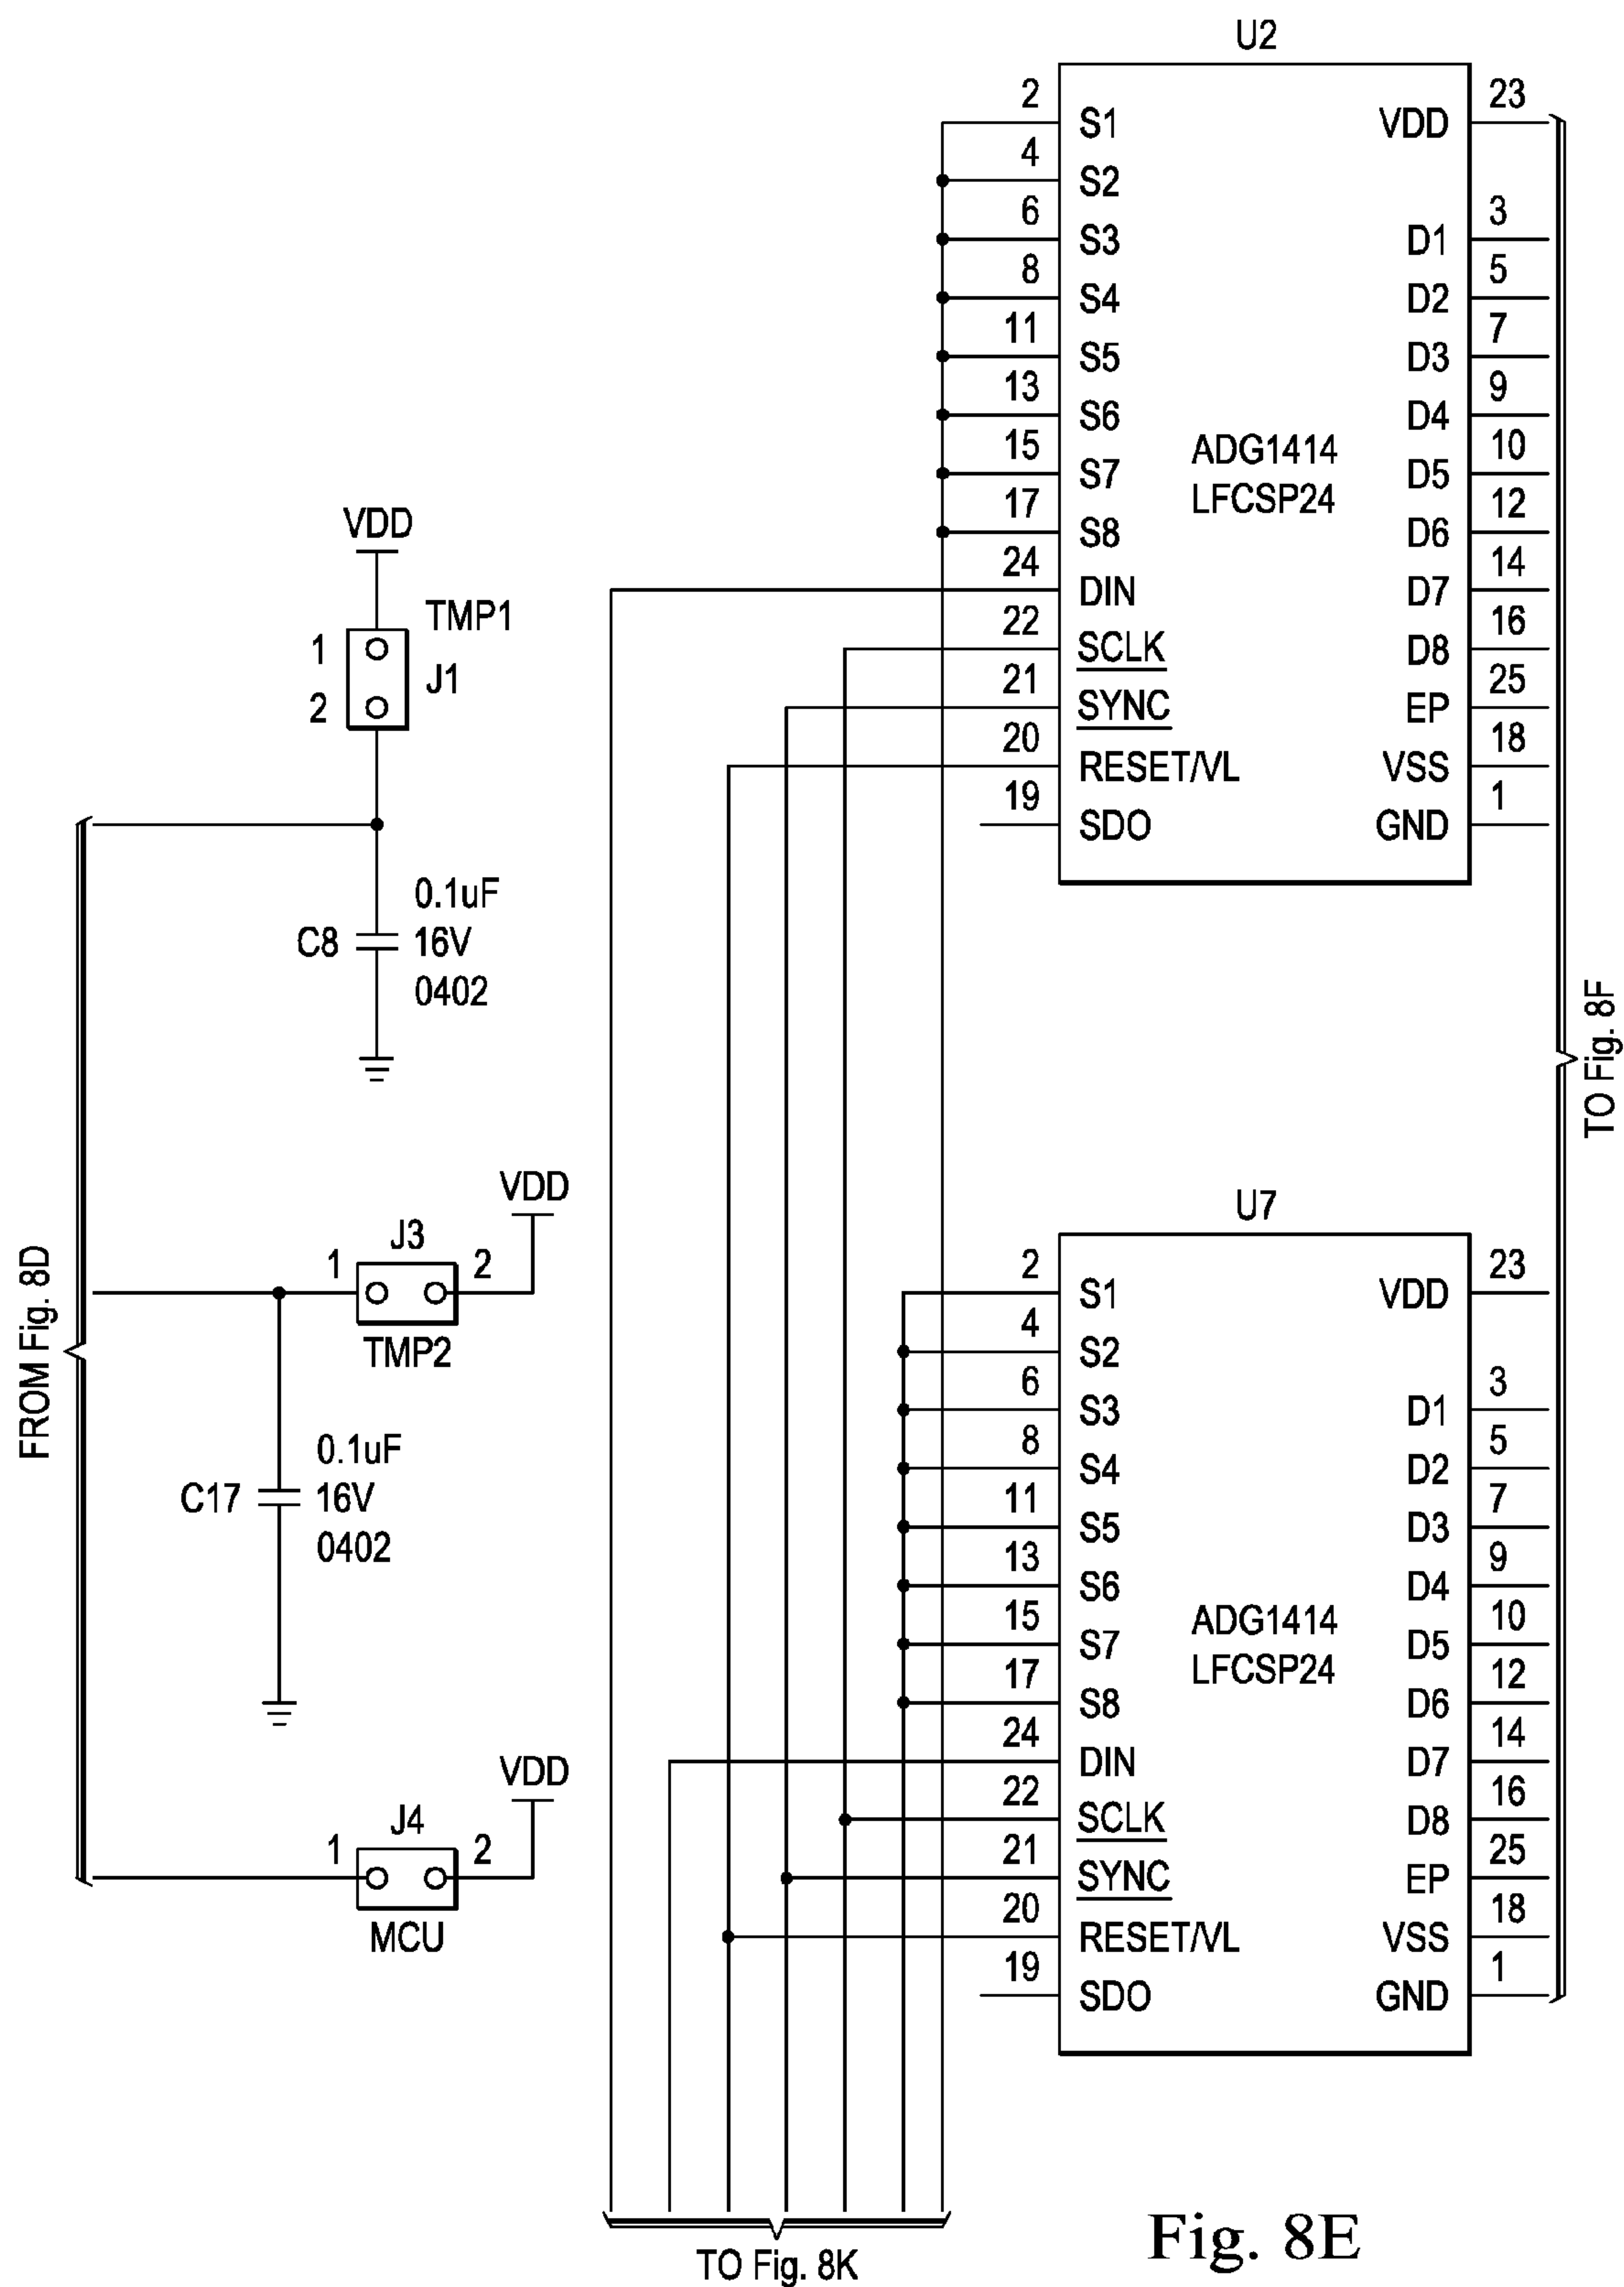 U2
2 S1 VDD 23
4 S2
6 S3 D1 3
8 S4 D2 5
11 S5 D3 7
13 S6 D4 9
15 S7 D5 10
17 S8 D6 12
24 DIN D7 14
22 SCLK D8 16
21 SYNC EP 25
20 RESET/VL VSS 18
19 SDO GND 1
ADG1414
LFCSP24
VDD
TMP1
1
J1
2
0.1uF
C8 16V
0402
TO Fig. 8F
VDD
J3
1 2
TMP2
FROM Fig. 8D
0.1uF
C17 16V
0402
VDD
J4
1 2
MCU
U7
2 S1 VDD 23
4 S2
6 S3 D1 3
8 S4 D2 5
11 S5 D3 7
13 S6 D4 9
15 S7 D5 10
17 S8 D6 12
24 DIN D7 14
22 SCLK D8 16
21 SYNC EP 25
20 RESET/VL VSS 18
19 SDO GND 1
ADG1414
LFCSP24
TO Fig. 8K
Fig. 8E